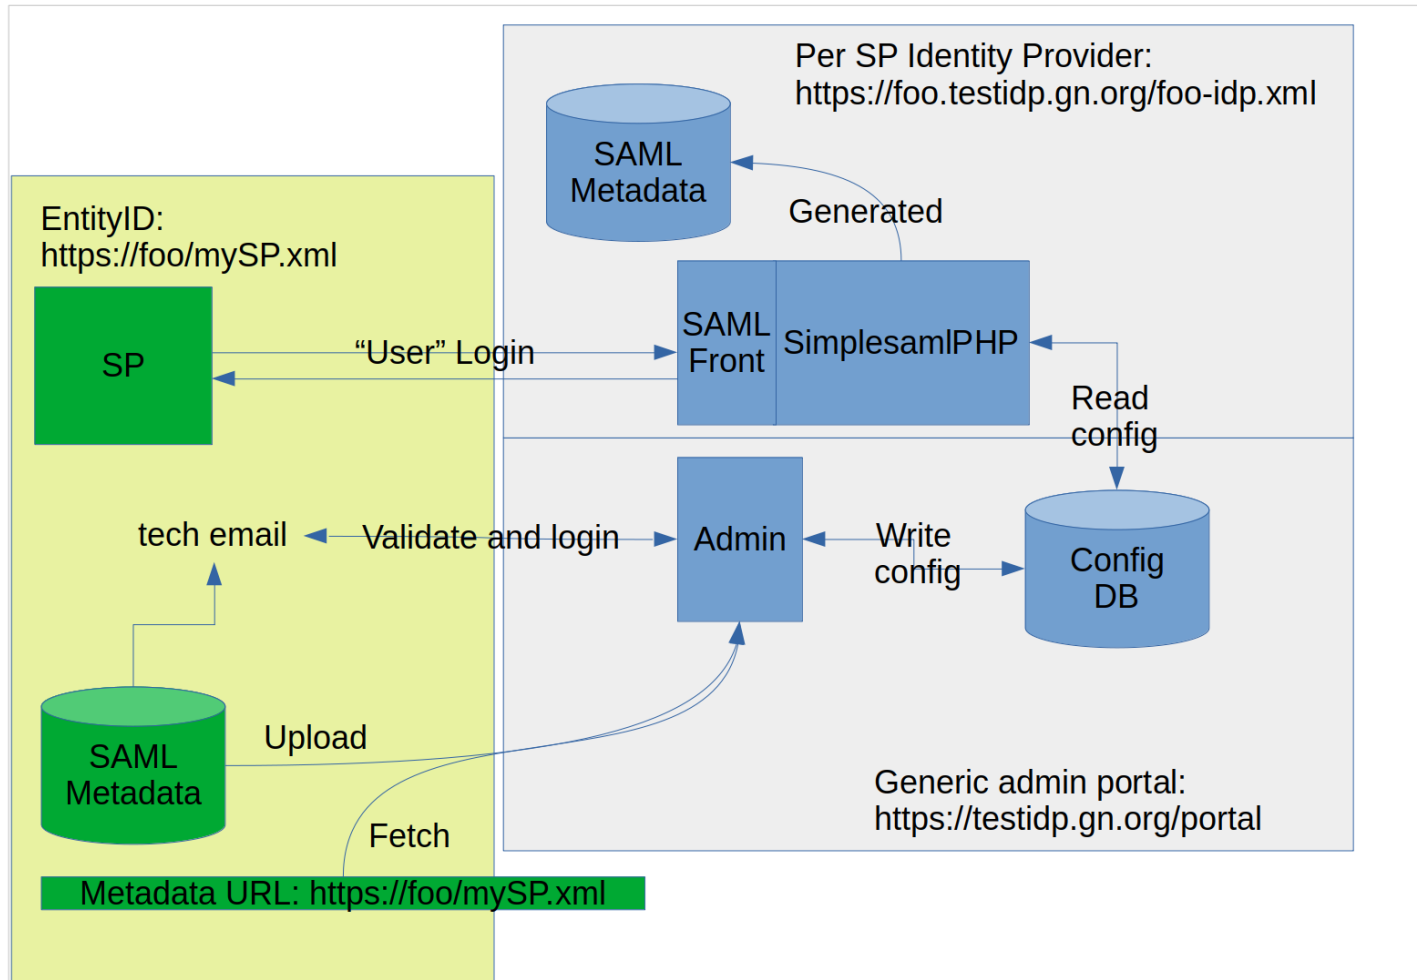 Per SP Identity Provider:
https://foo.testidp.gn.org/foo-idp.xml
SAML
Metadata
Generated
EntityID:
https://foo/mySP.xml
SP
“User” Login
SAML
Front
SimplesamlPHP
Read
config
tech email
Validate and login
Admin
Write
config
Config
DB
SAML
Metadata
Upload
Fetch
Generic admin portal:
https://testidp.gn.org/portal
Metadata URL: https://foo/mySP.xml